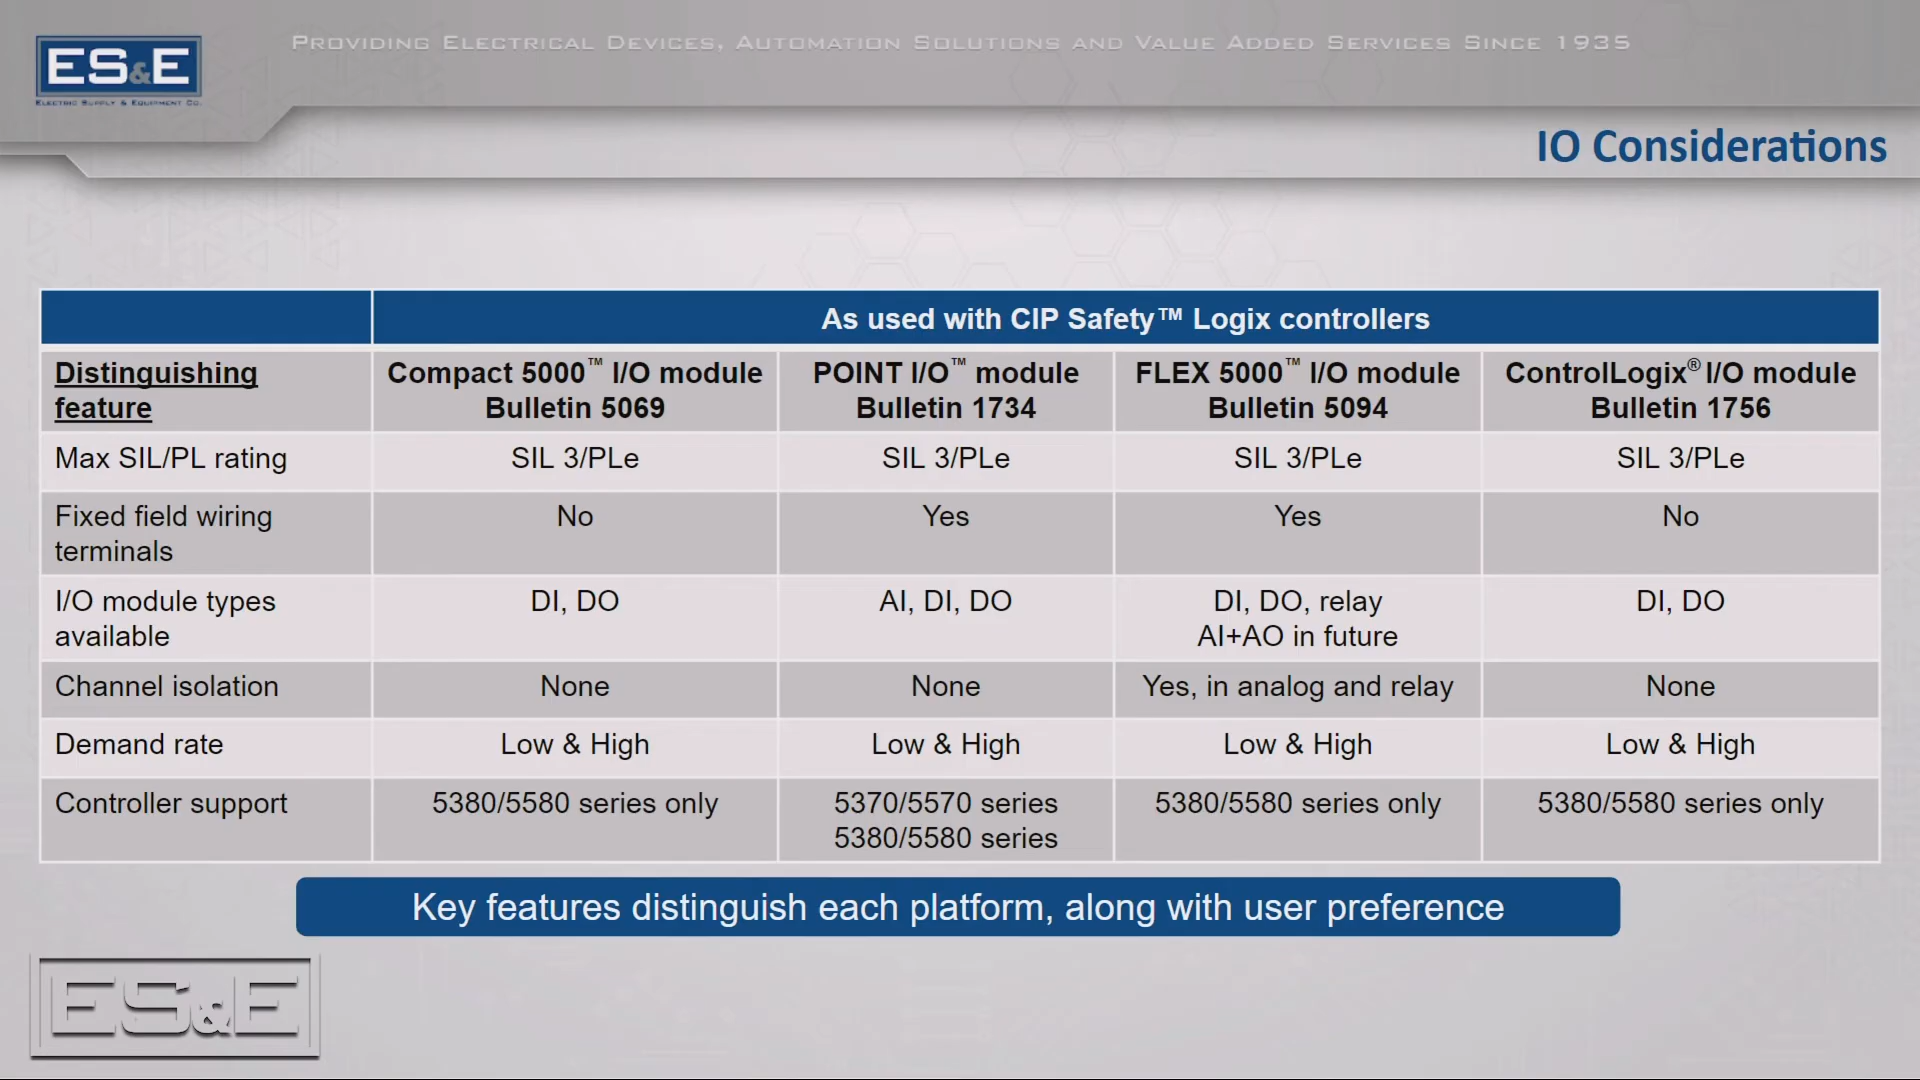 ES&E
Electric Supply & Equipment Co.
Providing Electrical Devices, Automation Solutions and Value Added Services Since 1935
IO Considerations
As used with CIP Safety™ Logix controllers
Distinguishing feature
Compact 5000™ I/O module Bulletin 5069
POINT I/O™ module Bulletin 1734
FLEX 5000™ I/O module Bulletin 5094
ControlLogix® I/O module Bulletin 1756
Max SIL/PL rating
SIL 3/PLe
SIL 3/PLe
SIL 3/PLe
SIL 3/PLe
Fixed field wiring terminals
No
Yes
Yes
No
I/O module types available
DI, DO
AI, DI, DO
DI, DO, relay
AI+AO in future
DI, DO
Channel isolation
None
None
Yes, in analog and relay
None
Demand rate
Low & High
Low & High
Low & High
Low & High
Controller support
5380/5580 series only
5370/5570 series
5380/5580 series
5380/5580 series only
5380/5580 series only
Key features distinguish each platform, along with user preference
ES&E